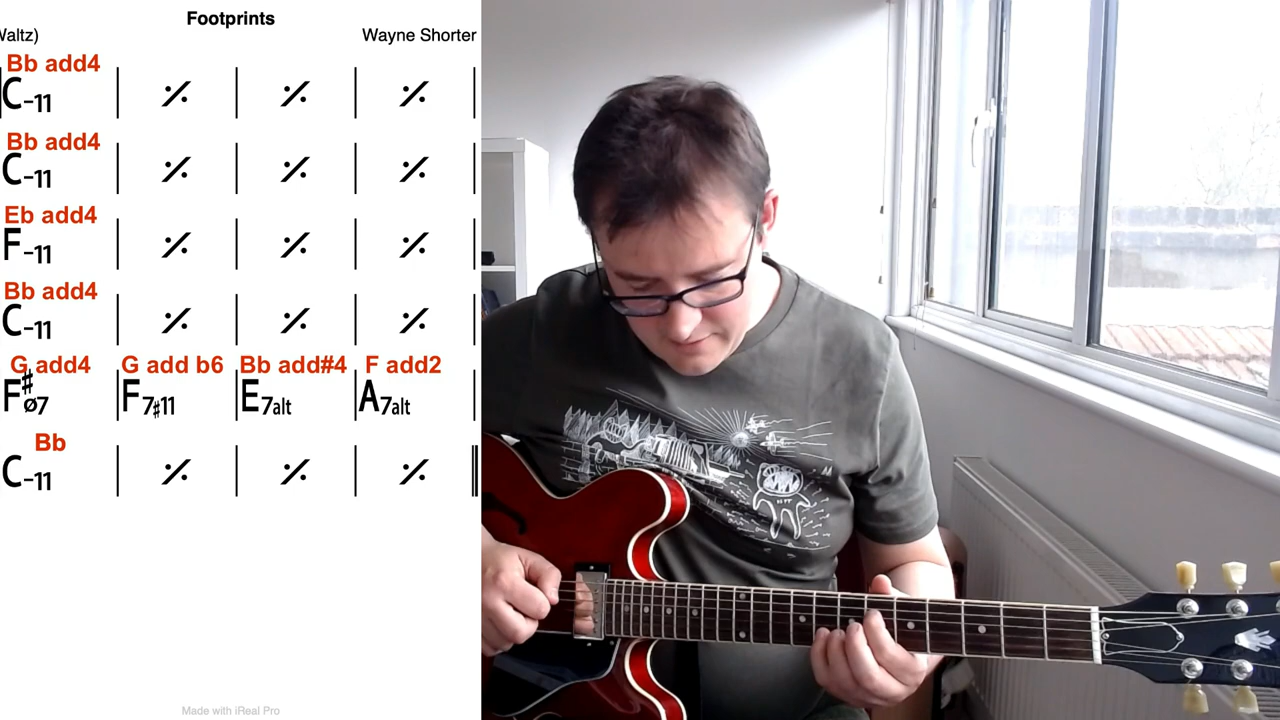 Footprints
Waltz)
Wayne Shorter
Bb add4
C-11
Bb add4
C-11
Eb add4
F-11
Bb add4
C-11
G add4 G add b6 Bb add#4 F add2
F#ø7 F7#11 E7alt A7alt
Bb
C-11
Made with iReal Pro